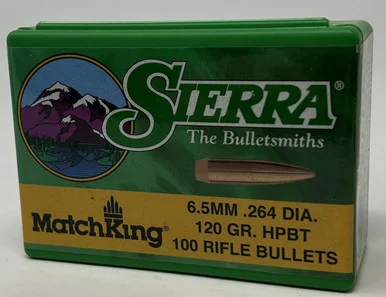 SIERRA®
The Bulletsmiths
MatchKing®
6.5MM .264 DIA.
120 GR. HPBT
100 RIFLE BULLETS